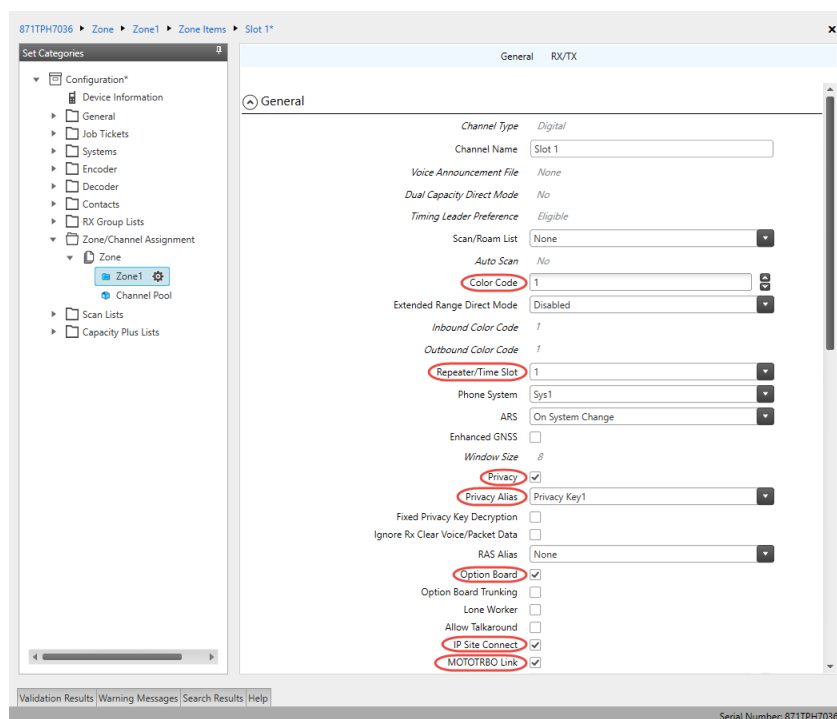 871TPH7036 Zone Zone1 Zone Items Slot 1*
Set Categories
Configuration*
Device Information
General
Job Tickets
Systems
Encoder
Decoder
Contacts
RX Group Lists
Zone/Channel Assignment
Zone
Zone1
Channel Pool
Scan Lists
Capacity Plus Lists
General RX/TX
General
Channel Type Digital
Channel Name Slot 1
Voice Announcement File None
Dual Capacity Direct Mode No
Timing Leader Preference Eligible
Scan/Roam List None
Auto Scan No
Color Code 1
Extended Range Direct Mode Disabled
Inbound Color Code 1
Outbound Color Code 1
Repeater/Time Slot 1
Phone System Sys1
ARS On System Change
Enhanced GNSS
Window Size 8
Privacy
Privacy Alias Privacy Key1
Fixed Privacy Key Decryption
Ignore Rx Clear Voice/Packet Data
RAS Alias None
Option Board
Option Board Trunking
Lone Worker
Allow Talkaround
IP Site Connect
MOTOTRBO Link
Validation Results Warning Messages Search Results Help
Serial Number: 871TPH7036